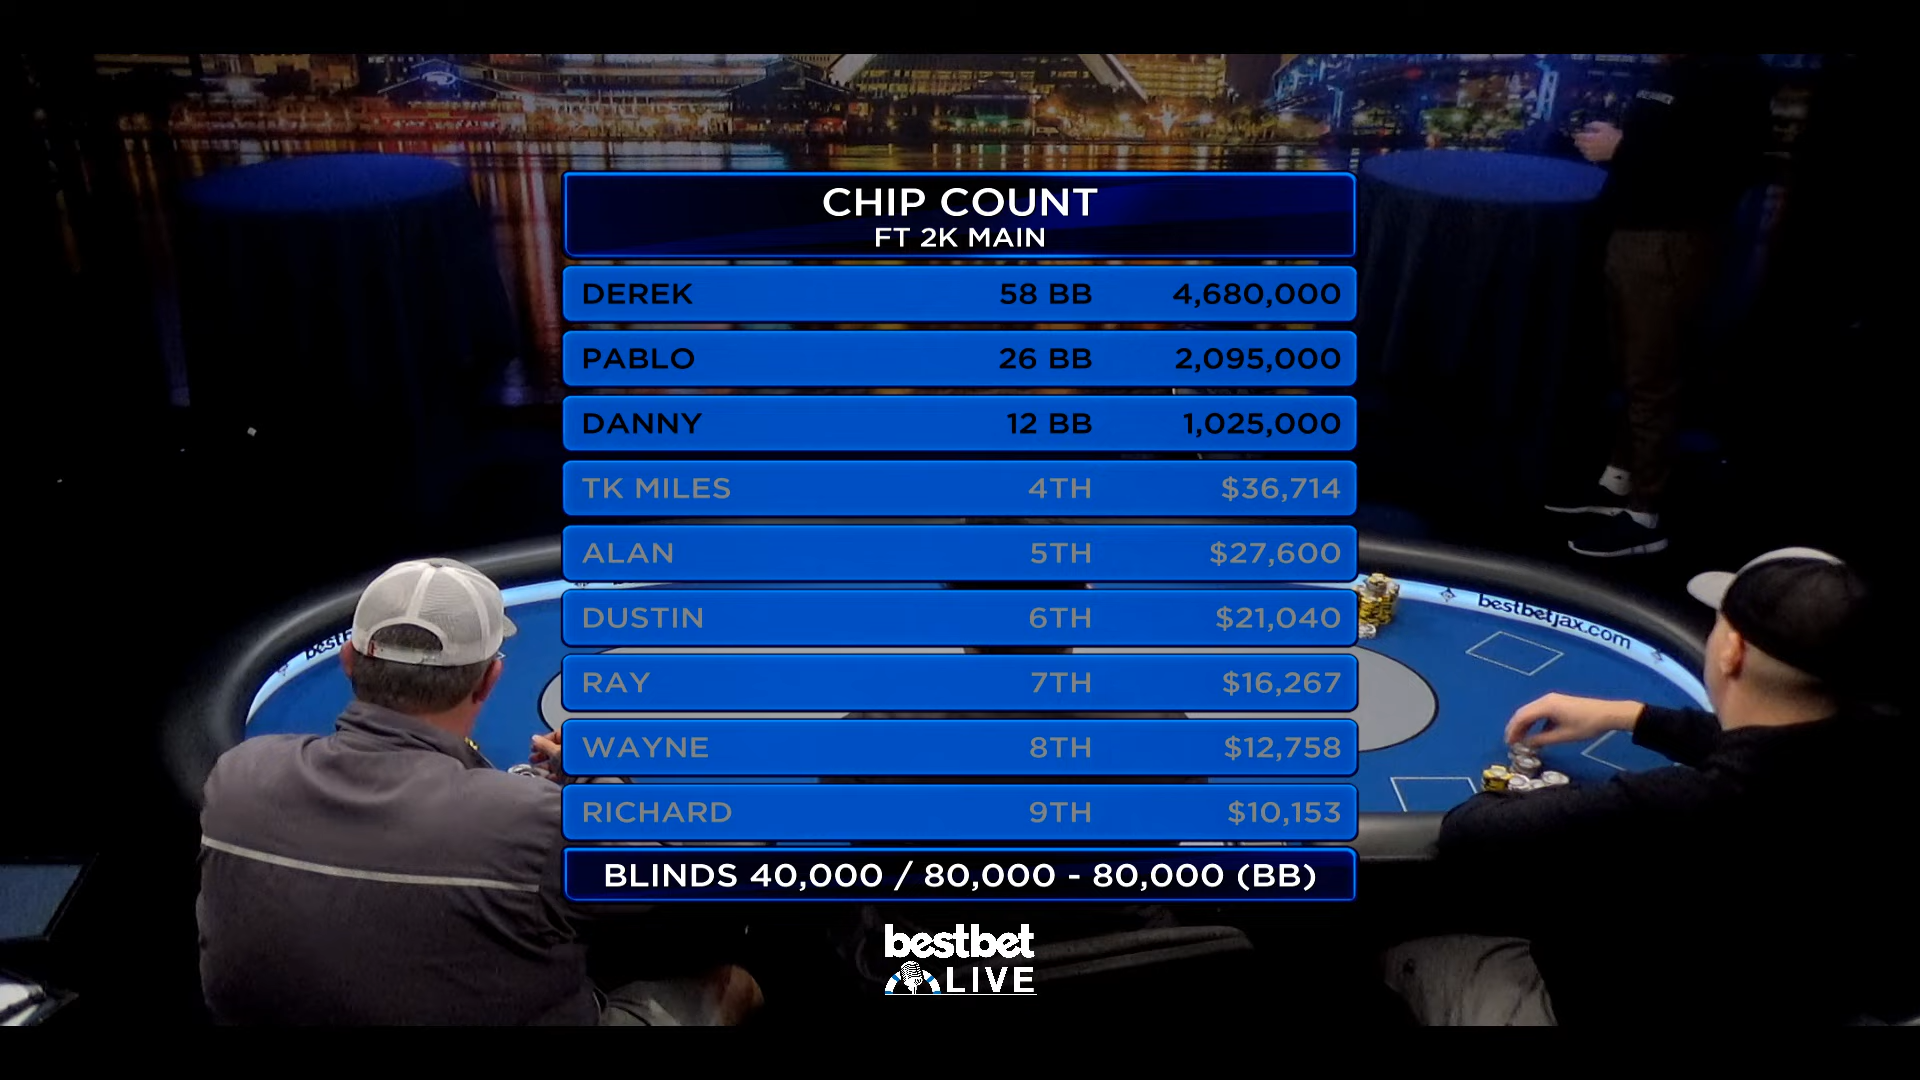 CHIP COUNT
FT 2K MAIN
DEREK 58 BB 4,680,000
PABLO 26 BB 2,095,000
DANNY 12 BB 1,025,000
TK MILES 4TH $36,714
ALAN 5TH $27,600
DUSTIN 6TH $21,040
RAY 7TH $16,267
WAYNE 8TH $12,758
RICHARD 9TH $10,153
BLINDS 40,000 / 80,000 - 80,000 (BB)
bestbetjax.com
bestbet
LIVE